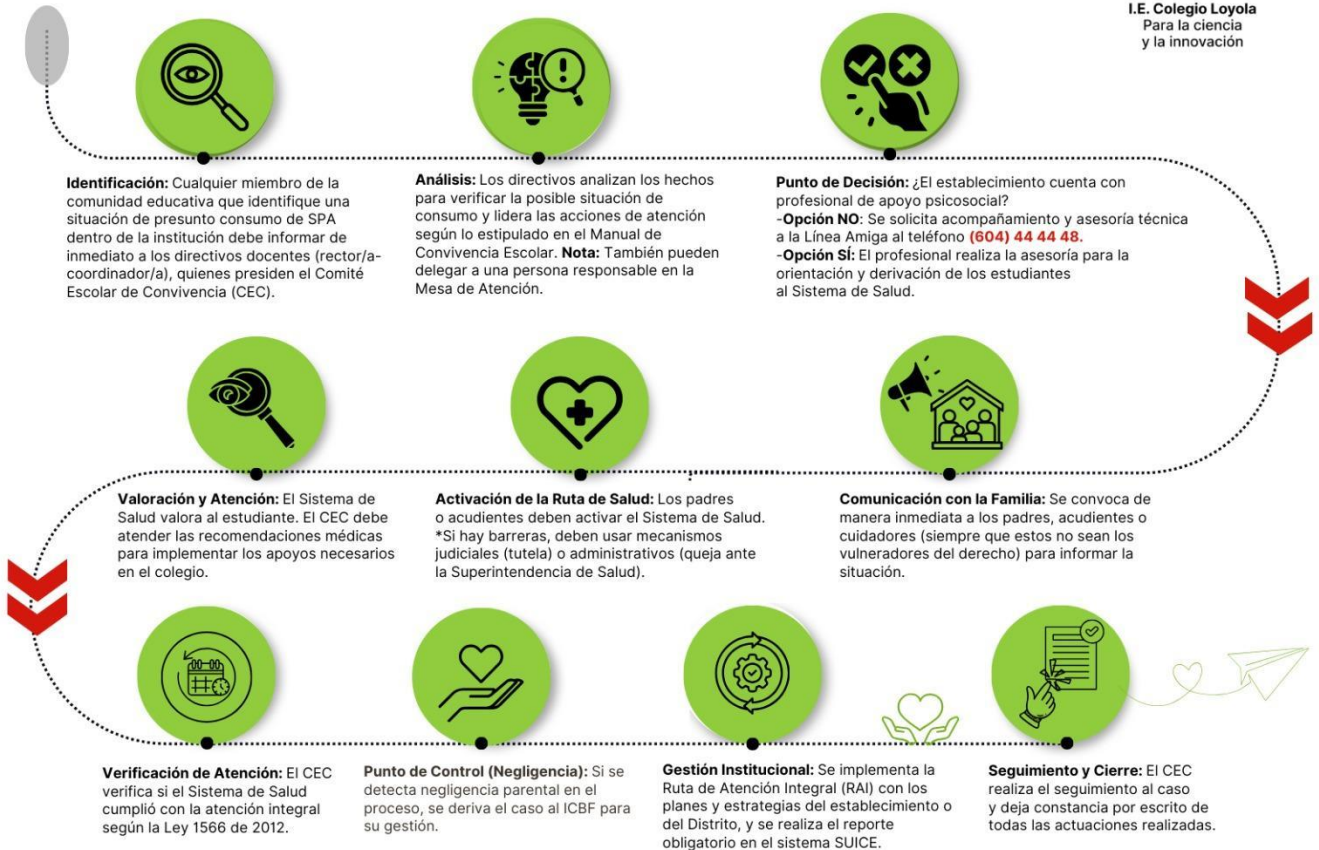 I.E. Colegio Loyola
Para la ciencia
y la innovación
Identificación: Cualquier miembro de la
comunidad educativa que identifique una
situación de presunto consumo de SPA
dentro de la institución debe informar de
inmediato a los directivos docentes (rector/a-
coordinador/a), quienes presiden el Comité
Escolar de Convivencia (CEC).
Análisis: Los directivos analizan los hechos
para verificar la posible situación de
consumo y lidera las acciones de atención
según lo estipulado en el Manual de
Convivencia Escolar. Nota: También pueden
delegar a una persona responsable en la
Mesa de Atención.
Punto de Decisión: ¿El establecimiento cuenta con
profesional de apoyo psicosocial?
-Opción NO: Se solicita acompañamiento y asesoría técnica
a la Línea Amiga al teléfono (604) 44 44 48.
-Opción SÍ: El profesional realiza la asesoría para la
orientación y derivación de los estudiantes
al Sistema de Salud.
Valoración y Atención: El Sistema de
Salud valora al estudiante. El CEC debe
atender las recomendaciones médicas
para implementar los apoyos necesarios
en el colegio.
Activación de la Ruta de Salud: Los padres
o acudientes deben activar el Sistema de Salud.
*Si hay barreras, deben usar mecanismos
judiciales (tutela) o administrativos (queja ante
la Superintendencia de Salud).
Comunicación con la Familia: Se convoca de
manera inmediata a los padres, acudientes o
cuidadores (siempre que estos no sean los
vulneradores del derecho) para informar la
situación.
Verificación de Atención: El CEC
verifica si el Sistema de Salud
cumplió con la atención integral
según la Ley 1566 de 2012.
Punto de Control (Negligencia): Si se
detecta negligencia parental en el
proceso, se deriva el caso al ICBF para
su gestión.
Gestión Institucional: Se implementa la
Ruta de Atención Integral (RAI) con los
planes y estrategias del establecimiento o
del Distrito, y se realiza el reporte
obligatorio en el sistema SUICE.
Seguimiento y Cierre: El CEC
realiza el seguimiento al caso
y deja constancia por escrito de
todas las actuaciones realizadas.